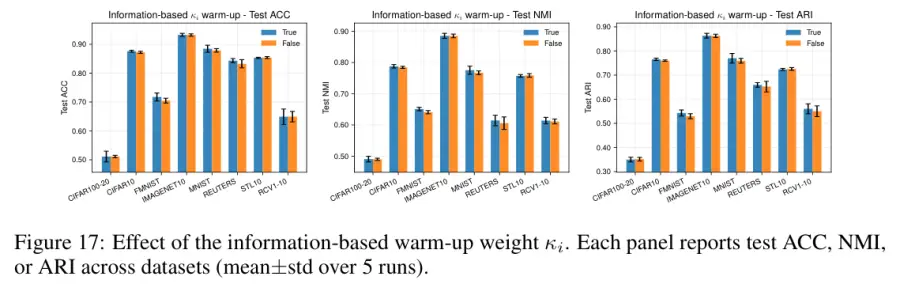 Information-based κᵢ warm-up - Test ACC
Test ACC
0.90
0.80
0.70
0.60
0.50
True
False
CIFAR100-20
CIFAR10
FMNIST
IMAGENET10
MNIST
REUTERS
STL10
RCV1-10
Information-based κᵢ warm-up - Test NMI
Test NMI
0.90
0.80
0.70
0.60
0.50
True
False
CIFAR100-20
CIFAR10
FMNIST
IMAGENET10
MNIST
REUTERS
STL10
RCV1-10
Information-based κᵢ warm-up - Test ARI
Test ARI
0.90
0.80
0.70
0.60
0.50
0.40
0.30
True
False
CIFAR100-20
CIFAR10
FMNIST
IMAGENET10
MNIST
REUTERS
STL10
RCV1-10
Figure 17: Effect of the information-based warm-up weight κᵢ. Each panel reports test ACC, NMI,
or ARI across datasets (mean±std over 5 runs).